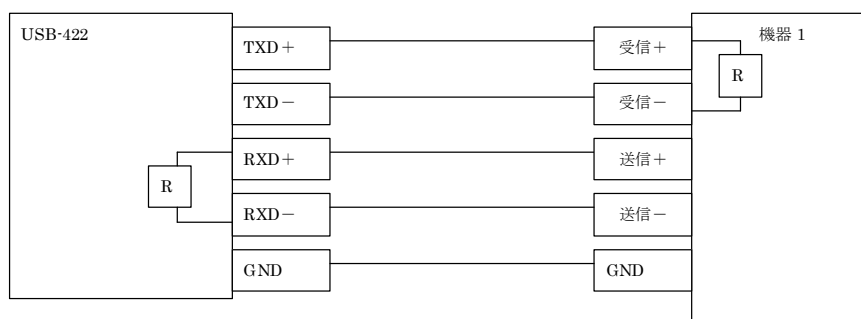 USB-422
機器 1
TXD＋
受信＋
R
TXD－
受信－
RXD＋
送信＋
R
RXD－
送信－
GND
GND